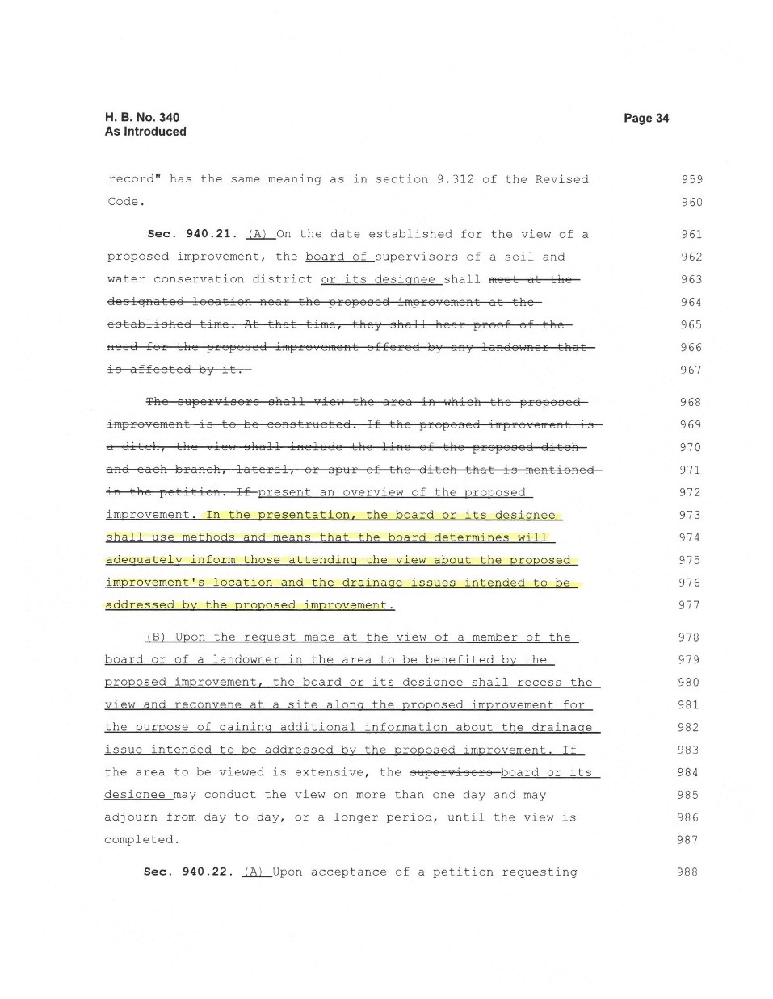 H. B. No. 340 Page 34
As Introduced
record" has the same meaning as in section 9.312 of the Revised 959
Code. 960
Sec. 940.21. (A) On the date established for the view of a 961
proposed improvement, the board of supervisors of a soil and 962
water conservation district or its designee shall meet at the 963
designated location near the proposed improvement at the 964
established time. At that time, they shall hear proof of the 965
need for the proposed improvement offered by any landowner that 966
is affected by it. 967
The supervisors shall view the area in which the proposed 968
improvement is to be constructed. If the proposed improvement is 969
a ditch, the view shall include the line of the proposed ditch 970
and each branch, lateral, or spur of the ditch that is mentioned 971
in the petition. If present an overview of the proposed 972
improvement. In the presentation, the board or its designee 973
shall use methods and means that the board determines will 974
adequately inform those attending the view about the proposed 975
improvement's location and the drainage issues intended to be 976
addressed by the proposed improvement. 977
(B) Upon the request made at the view of a member of the 978
board or of a landowner in the area to be benefited by the 979
proposed improvement, the board or its designee shall recess the 980
view and reconvene at a site along the proposed improvement for 981
the purpose of gaining additional information about the drainage 982
issue intended to be addressed by the proposed improvement. If 983
the area to be viewed is extensive, the supervisors board or its 984
designee may conduct the view on more than one day and may 985
adjourn from day to day, or a longer period, until the view is 986
completed. 987
Sec. 940.22. (A) Upon acceptance of a petition requesting 988